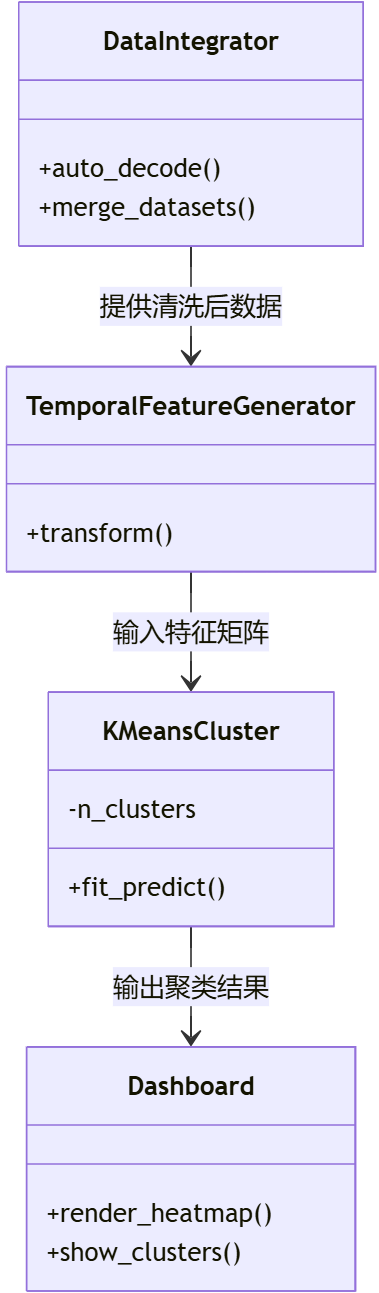 DataIntegrator
+auto_decode()
+merge_datasets()
提供清洗后数据
TemporalFeatureGenerator
+transform()
输入特征矩阵
KMeansCluster
-n_clusters
+fit_predict()
输出聚类结果
Dashboard
+render_heatmap()
+show_clusters()